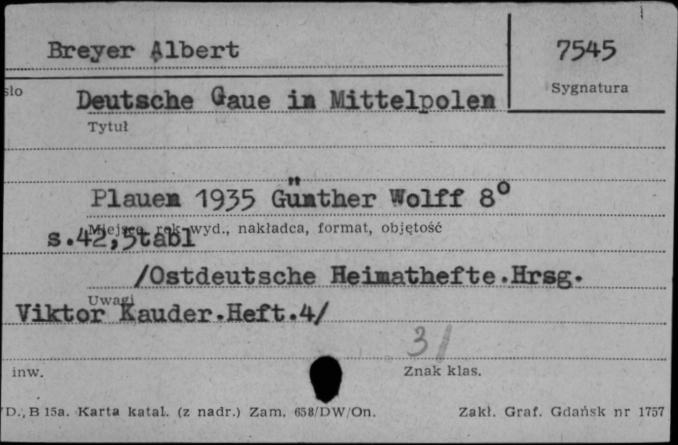 Breyer Albert
7545
sło
Sygnatura
Deutsche Gaue in Mittelpolen
Tytuł
Plauen 1935 Günther Wolff 8°
Miejsce, rok wyd., nakładca, format, objętość
s.42,5tabl
/Ostdeutsche Heimathefte.Hrsg.
Uwagi
Viktor Kauder.Heft.4/
31
inw.
Znak klas.
D., B 15a. Karta katal. (z nadr.) Zam. 658/DW/On.
Zakł. Graf. Gdańsk nr 1757